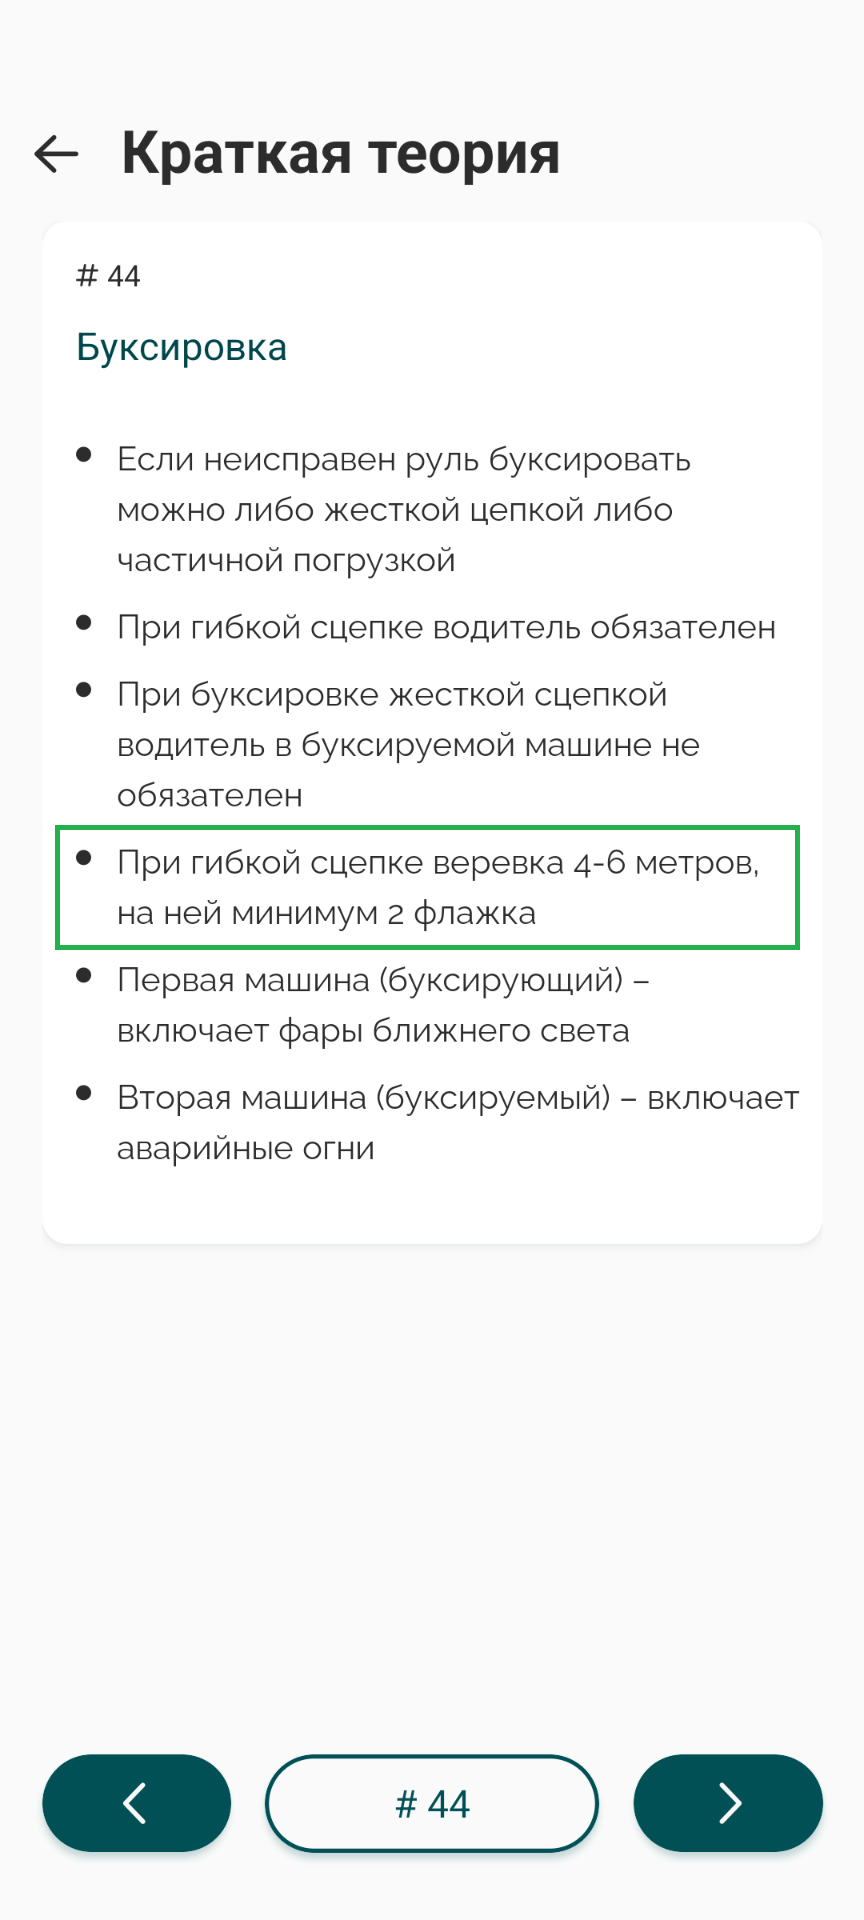 Краткая теория
# 44
Буксировка
• Если неисправен руль буксировать
можно либо жесткой цепкой либо
частичной погрузкой
• При гибкой сцепке водитель обязателен
• При буксировке жесткой сцепкой
водитель в буксируемой машине не
обязателен
• При гибкой сцепке веревка 4-6 метров,
на ней минимум 2 флажка
• Первая машина (буксирующий) –
включает фары ближнего света
• Вторая машина (буксируемый) – включает
аварийные огни
# 44